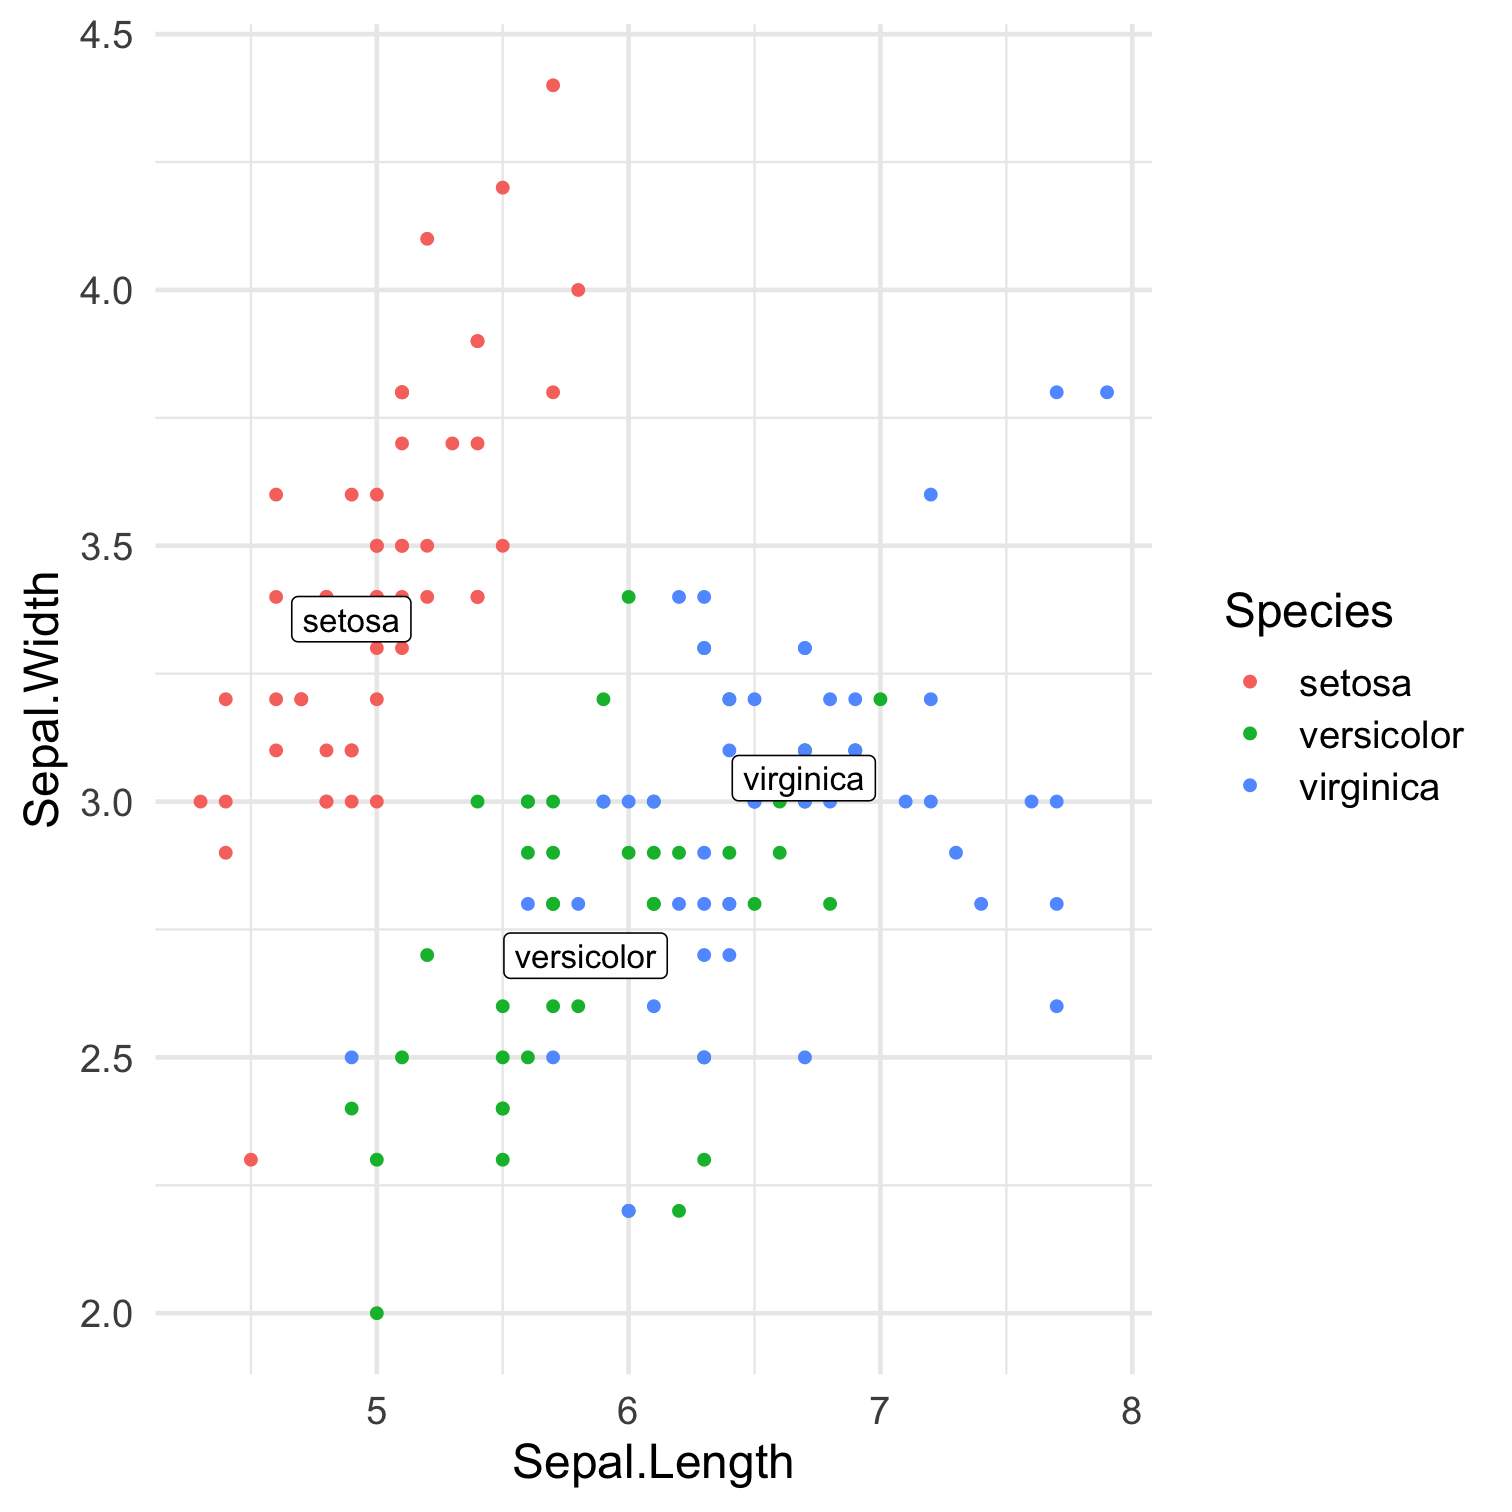 4.5
4.0
3.5
3.0
2.5
2.0
Sepal.Width
setosa
virginica
versicolor
5 6 7 8
Sepal.Length
Species
setosa
versicolor
virginica